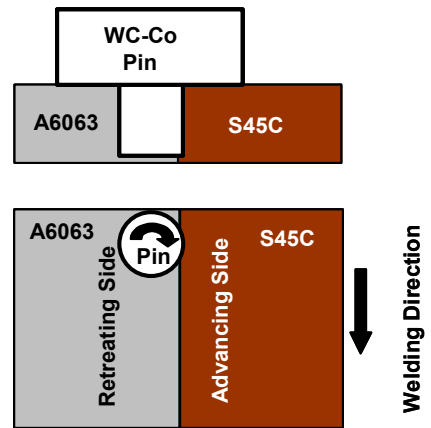 WC-Co
Pin
A6063
S45C
A6063
S45C
Pin
Retreating Side
Advancing Side
Welding Direction